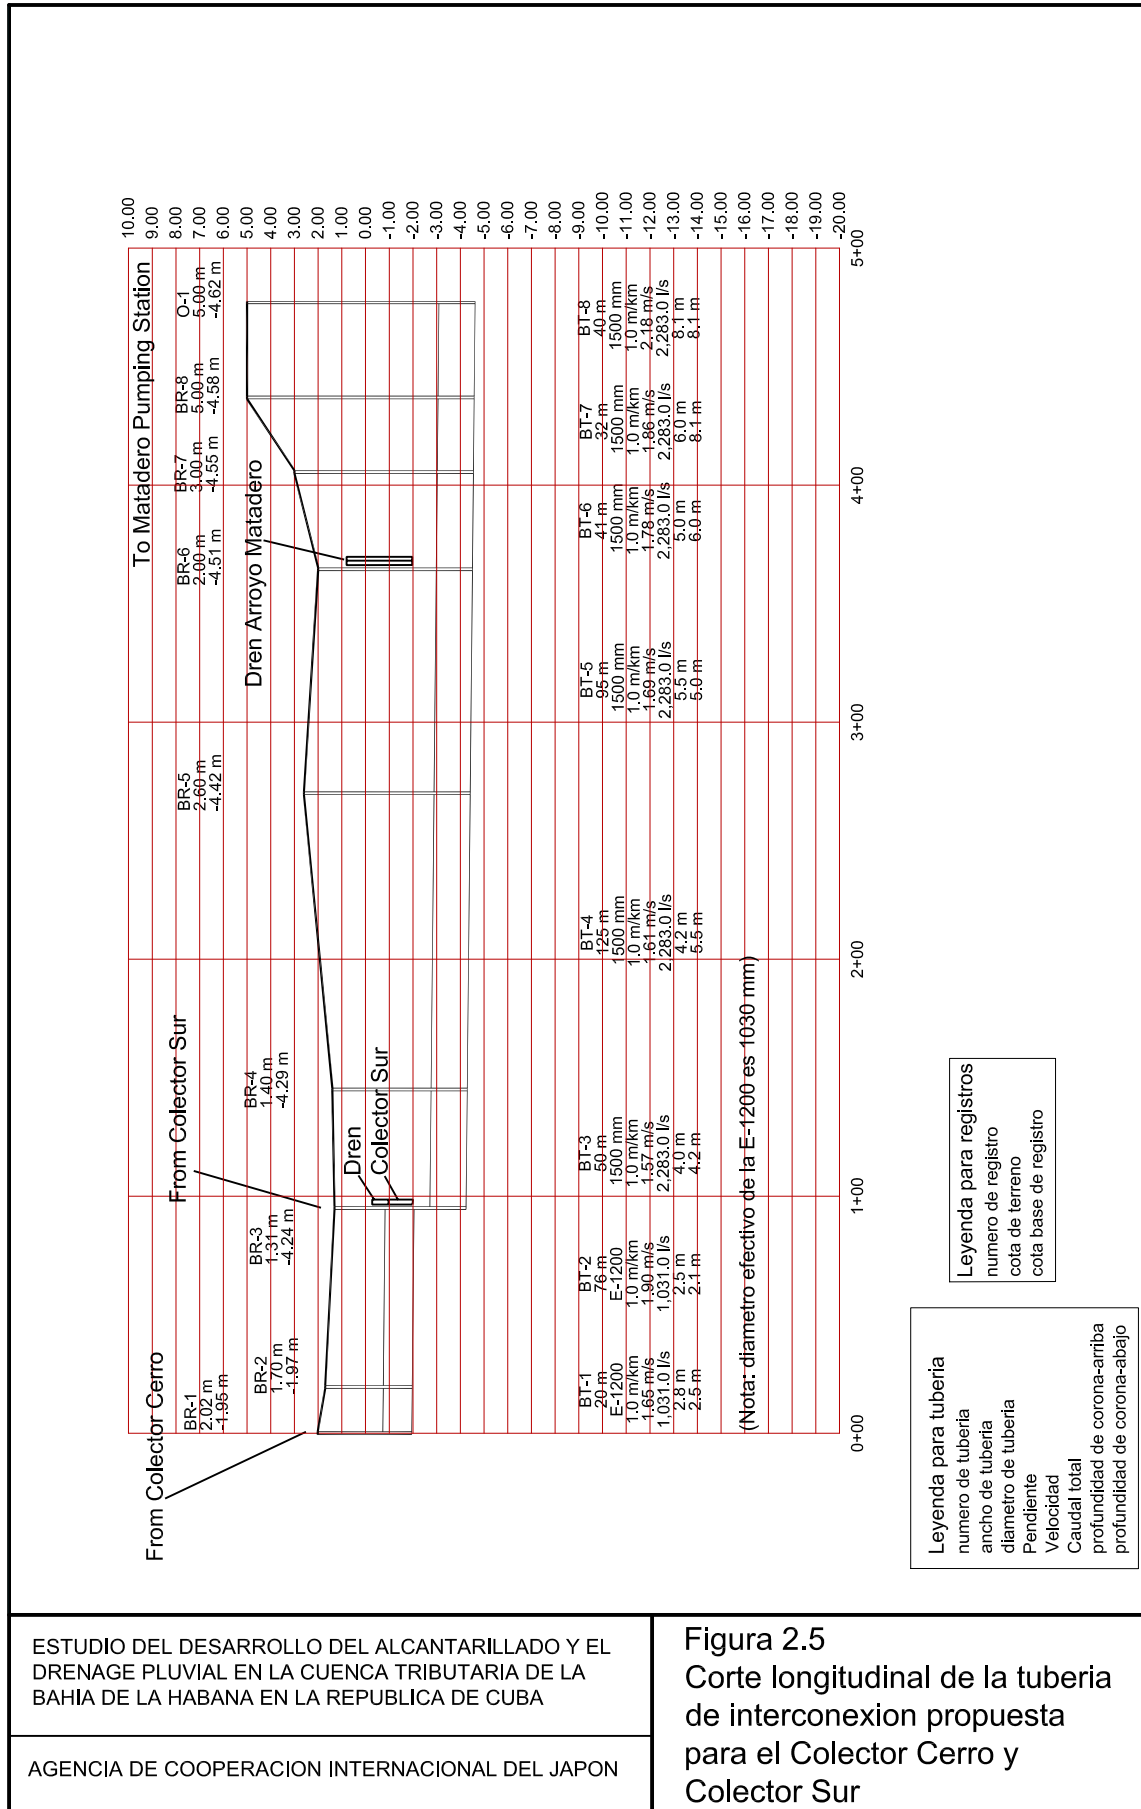 10.00
9.00
8.00
7.00
6.00
5.00
4.00
3.00
2.00
1.00
0.00
-1.00
-2.00
-3.00
-4.00
-5.00
-6.00
-7.00
-8.00
-9.00
-10.00
-11.00
-12.00
-13.00
-14.00
-15.00
-16.00
-17.00
-18.00
-19.00
-20.00
From Colector Cerro
From Colector Sur
To Matadero Pumping Station
BR-1
2.02 m
-1.95 m
BR-2
1.70 m
-1.97 m
BR-3
1.31 m
-4.24 m
BR-4
1.40 m
-4.29 m
BR-5
2.60 m
-4.42 m
BR-6
2.00 m
-4.51 m
BR-7
3.00 m
-4.55 m
BR-8
5.00 m
-4.58 m
O-1
5.00 m
-4.62 m
Dren
Colector Sur
Dren Arroyo Matadero
BT-1
20 m
E-1200
1.0 m/km
1.65 m/s
1,031.0 l/s
2.8 m
2.5 m
BT-2
76 m
E-1200
1.0 m/km
1.90 m/s
1,031.0 l/s
2.5 m
2.1 m
BT-3
50 m
1500 mm
1.0 m/km
1.57 m/s
2,283.0 l/s
4.0 m
4.2 m
BT-4
125 m
1500 mm
1.0 m/km
1.61 m/s
2,283.0 l/s
4.2 m
5.5 m
BT-5
95 m
1500 mm
1.0 m/km
1.69 m/s
2,283.0 l/s
5.5 m
5.0 m
BT-6
41 m
1500 mm
1.0 m/km
1.78 m/s
2,283.0 l/s
5.0 m
6.0 m
BT-7
32 m
1500 mm
1.0 m/km
1.86 m/s
2,283.0 l/s
6.0 m
8.1 m
BT-8
40 m
1500 mm
1.0 m/km
2.18 m/s
2,283.0 l/s
8.1 m
8.1 m
(Nota: diametro efectivo de la E-1200 es 1030 mm)
0+00
1+00
2+00
3+00
4+00
5+00
Leyenda para tuberia
numero de tuberia
ancho de tuberia
diametro de tuberia
Pendiente
Velocidad
Caudal total
profundidad de corona-arriba
profundidad de corona-abajo
Leyenda para registros
numero de registro
cota de terreno
cota base de registro
ESTUDIO DEL DESARROLLO DEL ALCANTARILLADO Y EL
DRENAGE PLUVIAL EN LA CUENCA TRIBUTARIA DE LA
BAHIA DE LA HABANA EN LA REPUBLICA DE CUBA
AGENCIA DE COOPERACION INTERNACIONAL DEL JAPON
Figura 2.5
Corte longitudinal de la tuberia
de interconexion propuesta
para el Colector Cerro y
Colector Sur